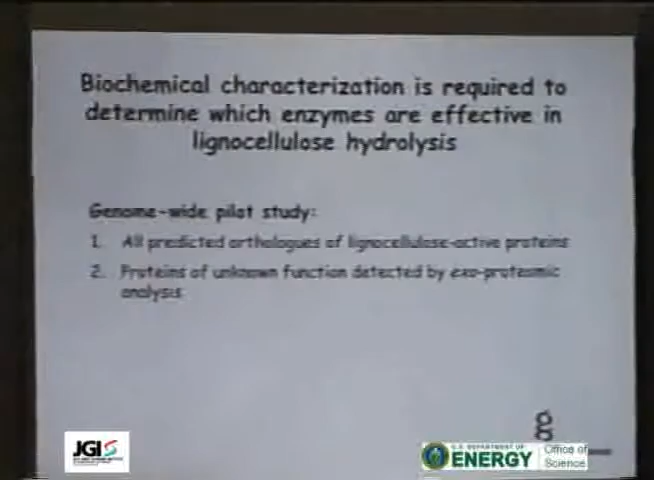 Biochemical characterization is required to
determine which enzymes are effective in
lignocellulose hydrolysis
Genome-wide pilot study:
1. All predicted orthologues of lignocellulose-active proteins
2. Proteins of unknown function detected by exo-proteomic
analysis
g
JGI
U.S. DEPARTMENT OF
ENERGY
Office of
Science